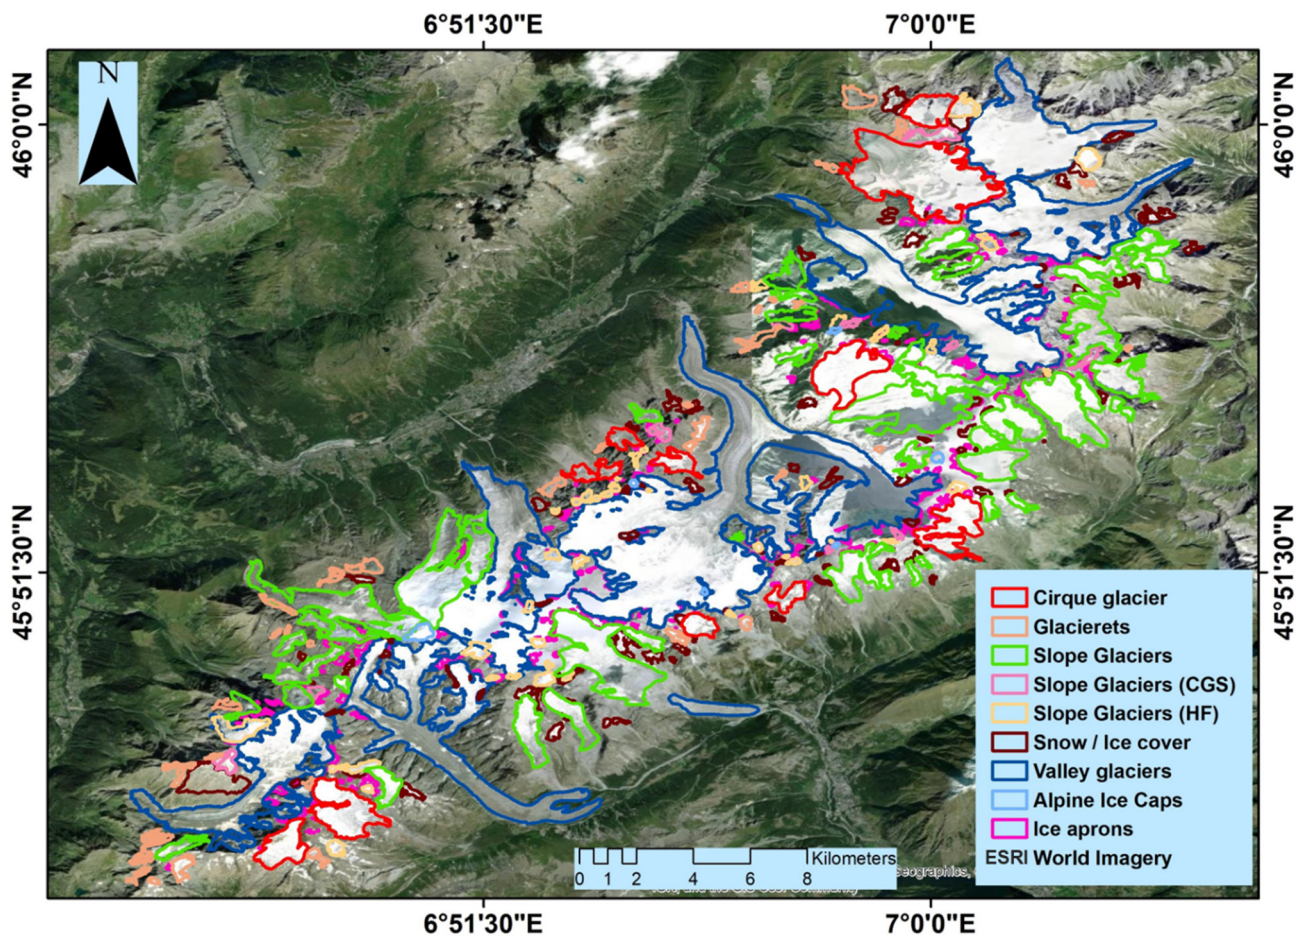 6°51'30"E
7°0'0"E
N
46°0'0"N
46°0'0"N
45°51'30"N
45°51'30"N
Cirque glacier
Glacierets
Slope Glaciers
Slope Glaciers (CGS)
Slope Glaciers (HF)
Snow / Ice cover
Valley glaciers
Alpine Ice Caps
Ice aprons
ESRI World Imagery
Kilometers
0 1 2 4 6 8
6°51'30"E
7°0'0"E